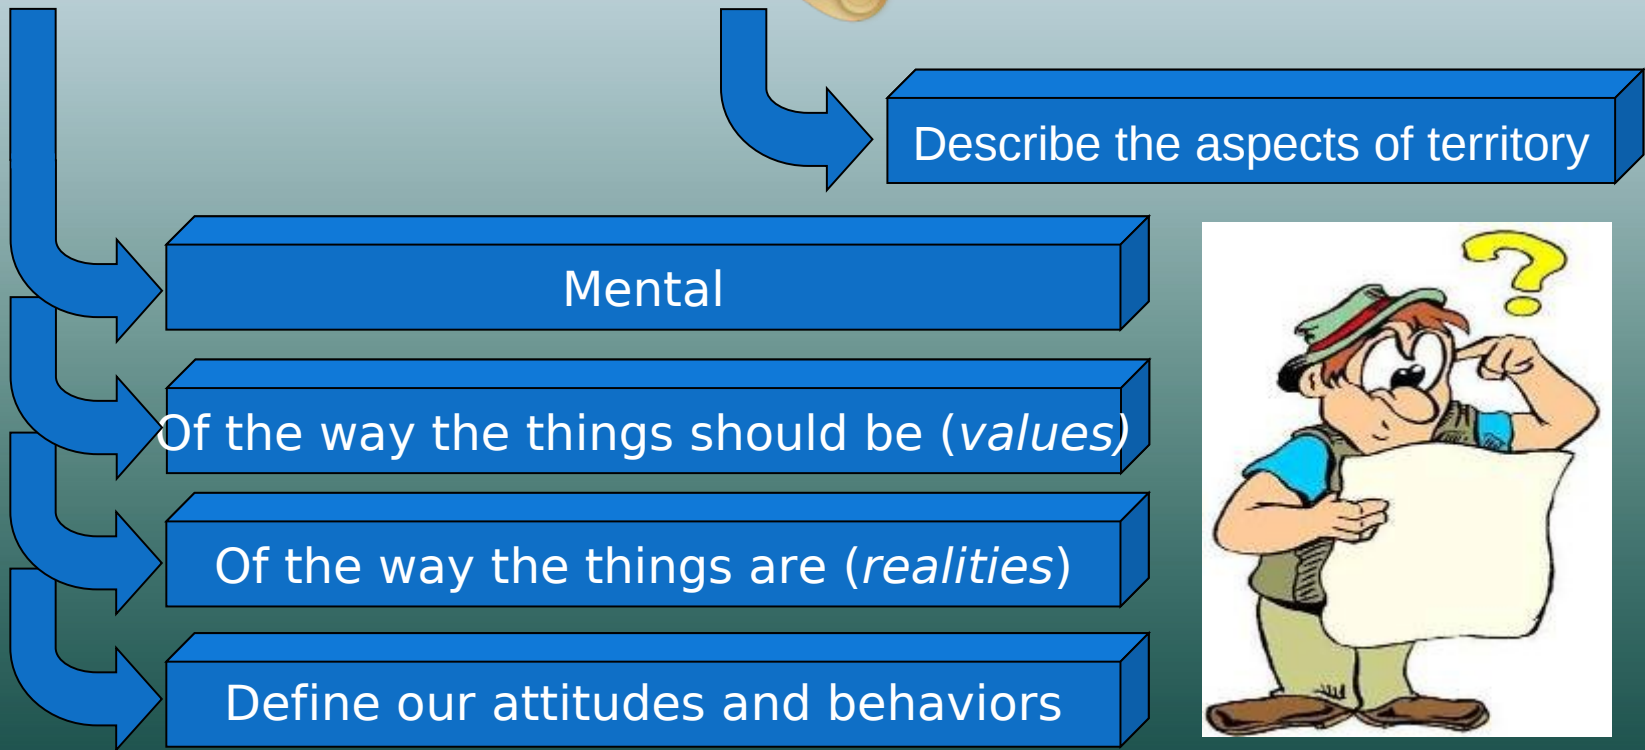 Describe the aspects of territory
Mental
Of the way the things should be (values)
Of the way the things are (realities)
Define our attitudes and behaviors
?